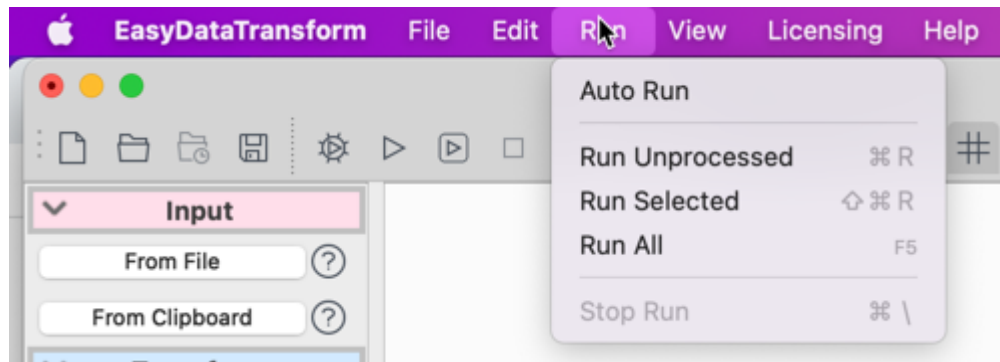 EasyDataTransform File Edit Run View Licensing Help
Auto Run
Run Unprocessed ⌘ R
Run Selected ⇧ ⌘ R
Run All F5
Stop Run ⌘ \
Input
From File ?
From Clipboard ?